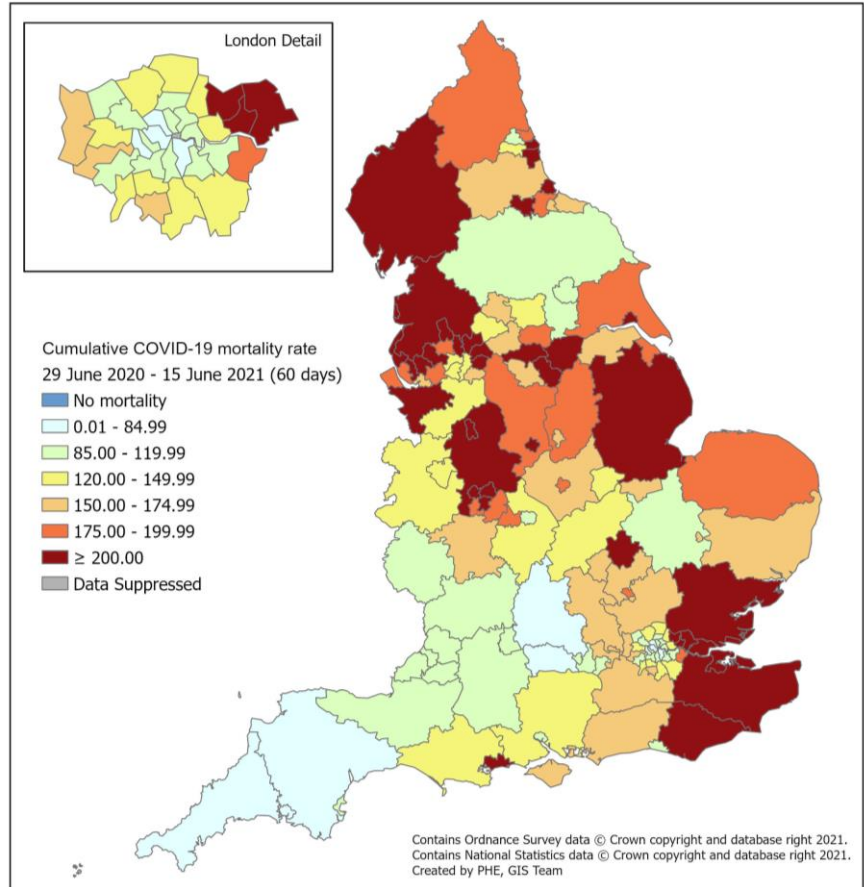 London Detail
Cumulative COVID-19 mortality rate
29 June 2020 - 15 June 2021 (60 days)
No mortality
0.01 - 84.99
85.00 - 119.99
120.00 - 149.99
150.00 - 174.99
175.00 - 199.99
≥ 200.00
Data Suppressed
Contains Ordnance Survey data © Crown copyright and database right 2021.
Contains National Statistics data © Crown copyright and database right 2021.
Created by PHE, GIS Team